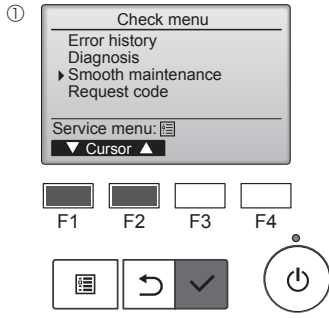 ①
Check menu
Error history
Diagnosis
Smooth maintenance
Request code
Service menu:
▼ Cursor ▲
F1 F2 F3 F4